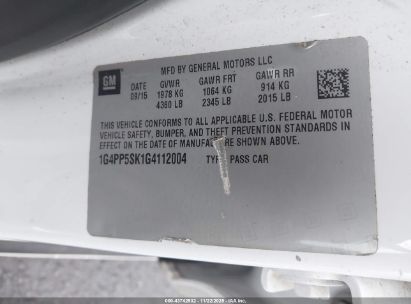 GM
MFD BY GENERAL MOTORS LLC
DATE GVWR GAWR FRT GAWR RR
09/15 1978 KG 1064 KG 914 KG
4360 LB 2345 LB 2015 LB
THIS VEHICLE CONFORMS TO ALL APPLICABLE U.S. FEDERAL MOTOR
VEHICLE SAFETY, BUMPER, AND THEFT PREVENTION STANDARDS IN
EFFECT ON THE DATE OF MANUFACTURE SHOWN ABOVE.
1G4PP5SK1G4112004 TYPE PASS CAR